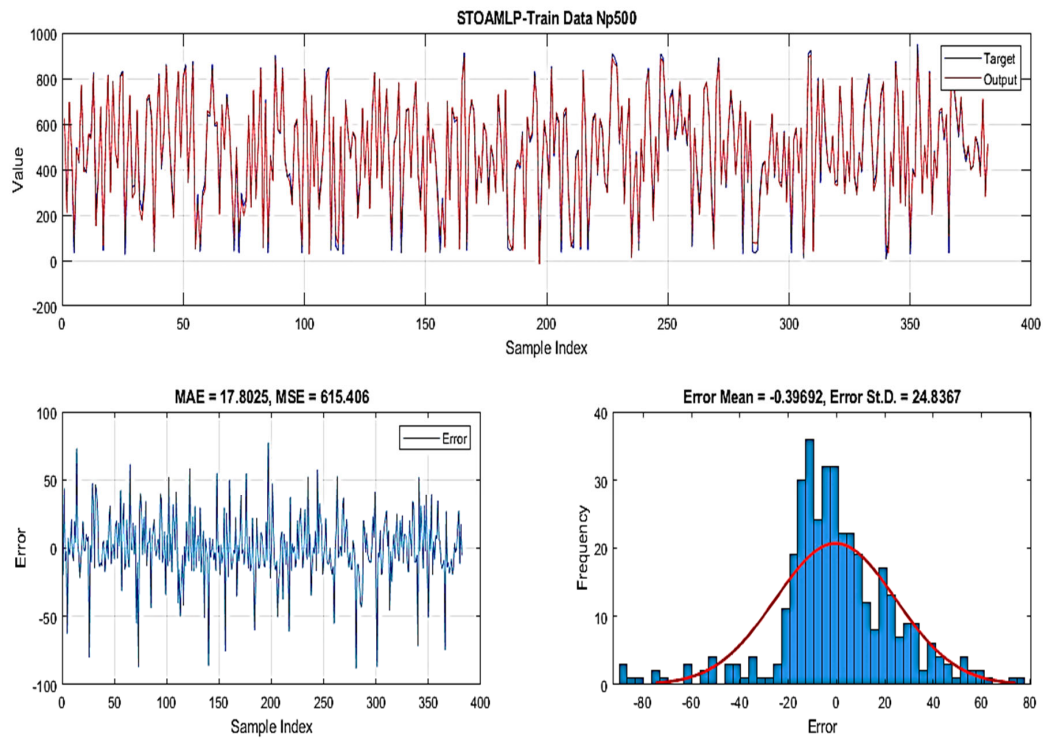 STOAMLP-Train Data Np500
Value
1000
800
600
400
200
0
-200
Target
Output
0 50 100 150 200 250 300 350 400
Sample Index
MAE = 17.8025, MSE = 615.406
Error
100
50
0
-50
-100
Error
0 50 100 150 200 250 300 350 400
Sample Index
Error Mean = -0.39692, Error St.D. = 24.8367
Frequency
40
30
20
10
0
-80 -60 -40 -20 0 20 40 60 80
Error